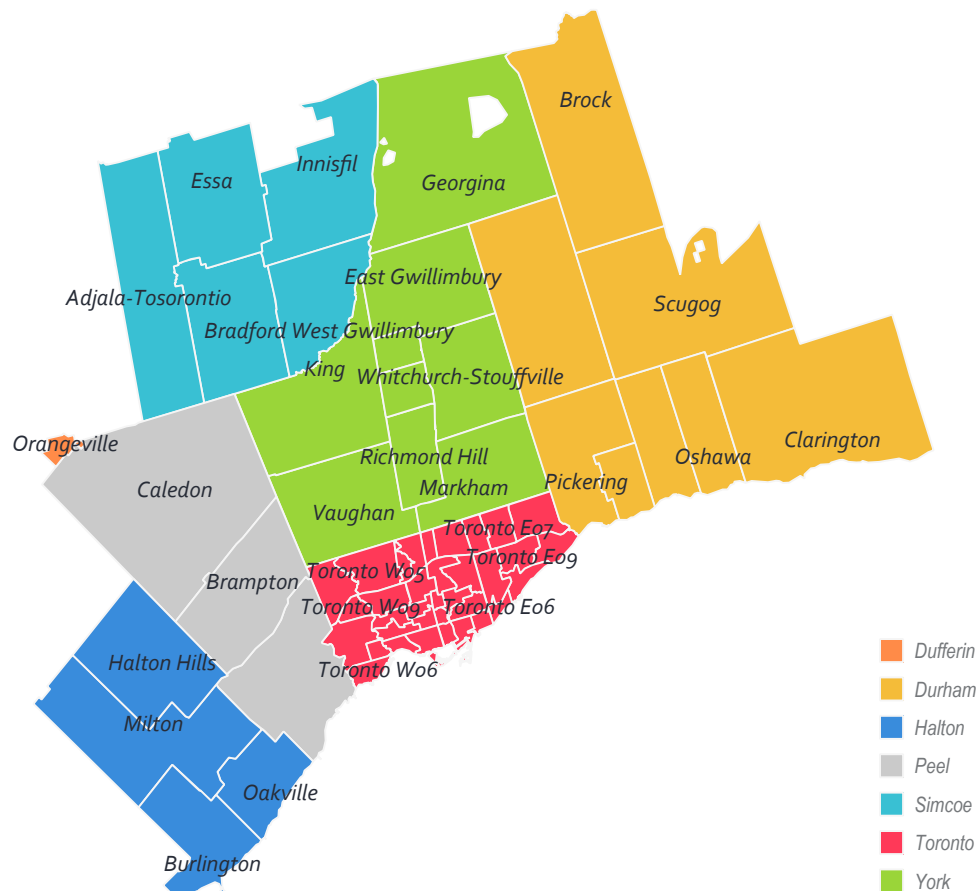 Brock
Innisfil
Essa
Georgina
East Gwillimbury
Adjala-Tosorontio
Scugog
Bradford West Gwillimbury
King
Whitchurch-Stouffville
Orangeville
Clarington
Richmond Hill
Oshawa
Caledon
Pickering
Markham
Vaughan
Toronto E07
Toronto E09
Toronto W05
Brampton
Toronto W09
Toronto E06
Halton Hills
Toronto W06
Milton
Oakville
Burlington
Dufferin
Durham
Halton
Peel
Simcoe
Toronto
York